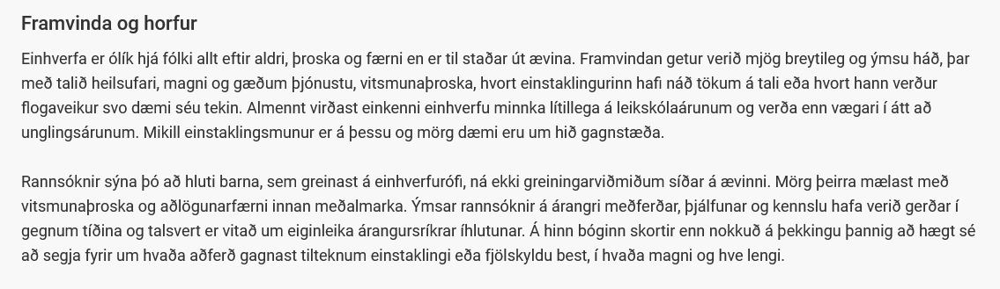 Framvinda og horfur
Einhverfa er ólík hjá fólki allt eftir aldri, þroska og færni en er til staðar út ævina. Framvindan getur verið mjög breytileg og ýmsu háð, þar
með talið heilsufari, magni og gæðum þjónustu, vitsmunaþroska, hvort einstaklingurinn hafi náð tökum á tali eða hvort hann verður
flogaveikur svo dæmi séu tekin. Almennt virðast einkenni einhverfu minnka lítillega á leikskólaárunum og verða enn vægari í átt að
unglingsárunum. Mikill einstaklingsmunur er á þessu og mörg dæmi eru um hið gagnstæða.
Rannsóknir sýna þó að hluti barna, sem greinast á einhverfurófi, ná ekki greiningarviðmiðum síðar á ævinni. Mörg þeirra mælast með
vitsmunaþroska og aðlögunarfærni innan meðalmarka. Ýmsar rannsóknir á árangri meðferðar, þjálfunar og kennslu hafa verið gerðar í
gegnum tíðina og talsvert er vitað um eiginleika árangursríkrar íhlutunar. Á hinn bóginn skortir enn nokkuð á þekkingu þannig að hægt sé
að segja fyrir um hvaða aðferð gagnast tilteknum einstaklingi eða fjölskyldu best, í hvaða magni og hve lengi.